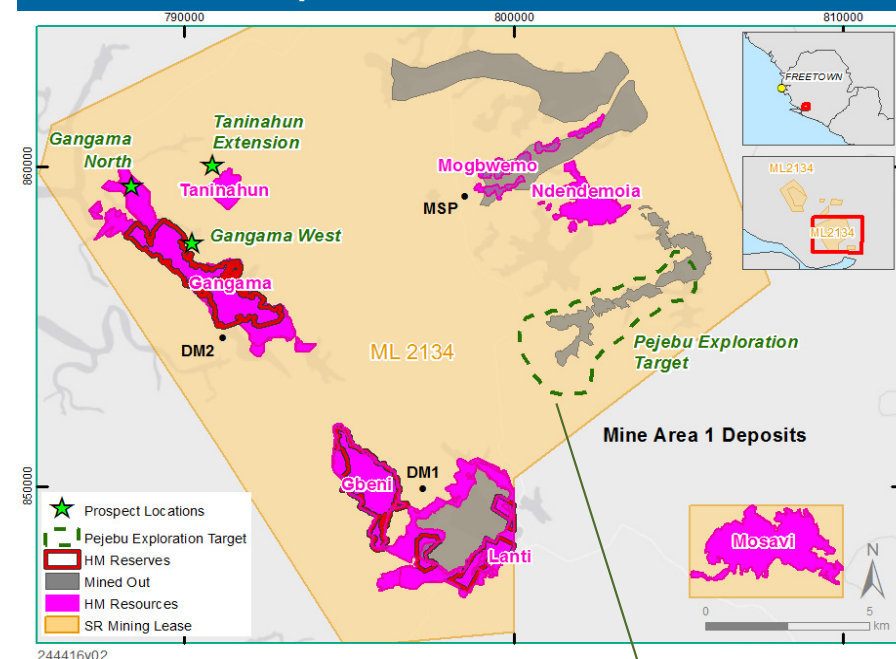 790000
800000
810000
FREETOWN
ML2134
ML2134
Taninahun
Extension
Gangama
North
Taninahun
Mogbwemo
Ndendemoia
MSP
Gangama West
Gangama
DM2
ML 2134
Pejebu Exploration
Target
Mine Area 1 Deposits
Gbeni
DM1
Lanti
Mosavi
N
0
5
km
Prospect Locations
Pejebu Exploration Target
HM Reserves
Mined Out
HM Resources
SR Mining Lease
244416v02